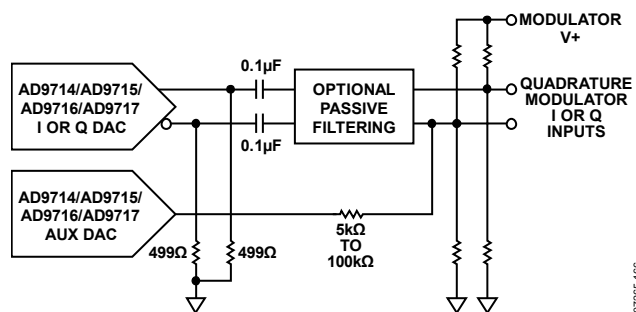 AD9714/AD9715/
AD9716/AD9717
I OR Q DAC
0.1µF
0.1µF
OPTIONAL
PASSIVE
FILTERING
MODULATOR
V+
QUADRATURE
MODULATOR
I OR Q
INPUTS
AD9714/AD9715/
AD9716/AD9717
AUX DAC
499Ω
499Ω
5kΩ
TO
100kΩ